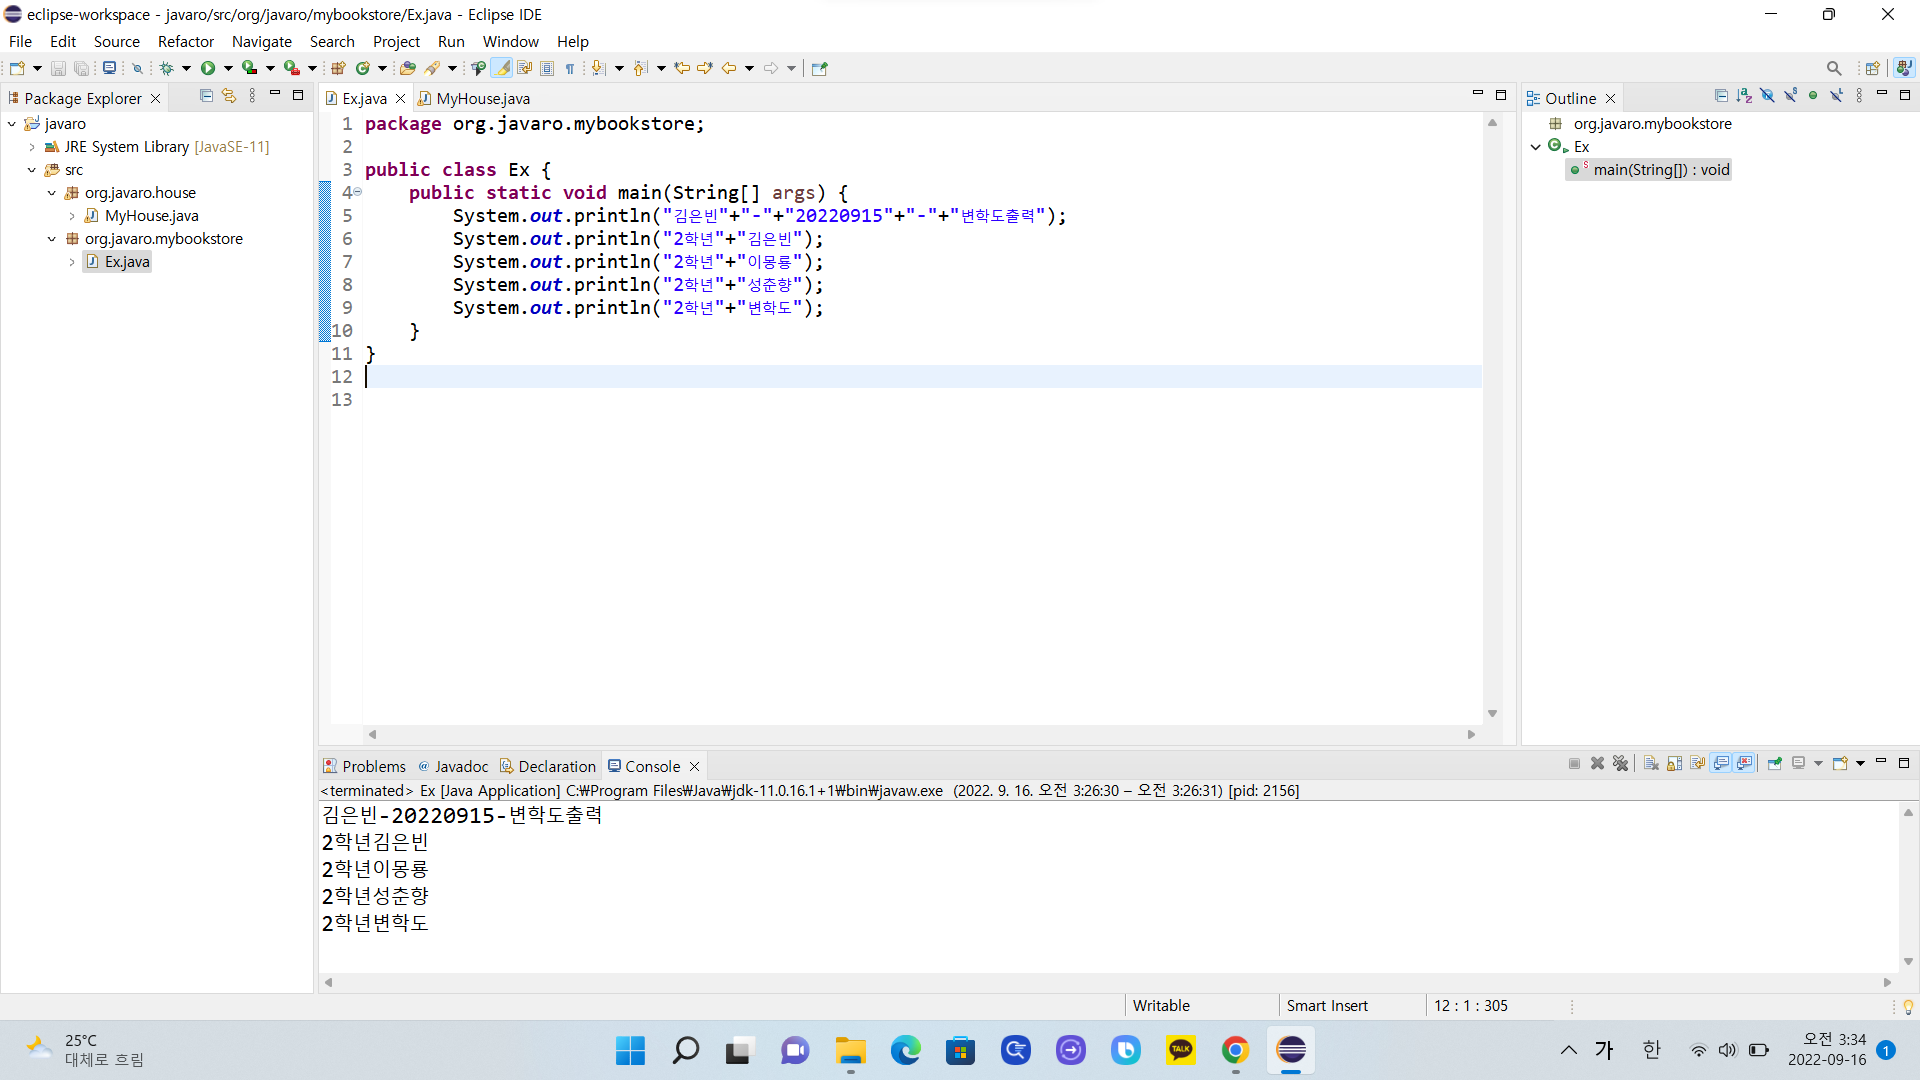 eclipse-workspace - javaro/src/org/javaro/mybookstore/Ex.java - Eclipse IDE
File Edit Source Refactor Navigate Search Project Run Window Help
Package Explorer
javaro
JRE System Library [JavaSE-11]
src
org.javaro.house
MyHouse.java
org.javaro.mybookstore
Ex.java
Ex.java MyHouse.java
1 package org.javaro.mybookstore;
2
3 public class Ex {
4 public static void main(String[] args) {
5 System.out.println("김은빈"+"-"+"20220915"+"-"+"변학도출력");
6 System.out.println("2학년"+"김은빈");
7 System.out.println("2학년"+"이몽룡");
8 System.out.println("2학년"+"성춘향");
9 System.out.println("2학년"+"변학도");
10 }
11 }
12
13
Outline
org.javaro.mybookstore
Ex
main(String[]) : void
Problems Javadoc Declaration Console
<terminated> Ex [Java Application] C:₩Program Files₩Java₩jdk-11.0.16.1+1₩bin₩javaw.exe (2022. 9. 16. 오전 3:26:30 – 오전 3:26:31) [pid: 2156]
김은빈-20220915-변학도출력
2학년김은빈
2학년이몽룡
2학년성춘향
2학년변학도
Writable Smart Insert 12 : 1 : 305
25°C
대체로 흐림
TALK
가 한
오전 3:34
2022-09-16
1